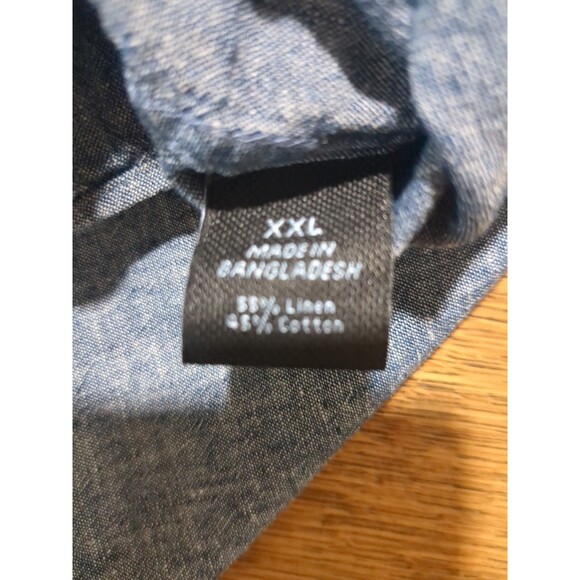 XXL
MADE IN
BANGLADESH
55% Linen
45% Cotton